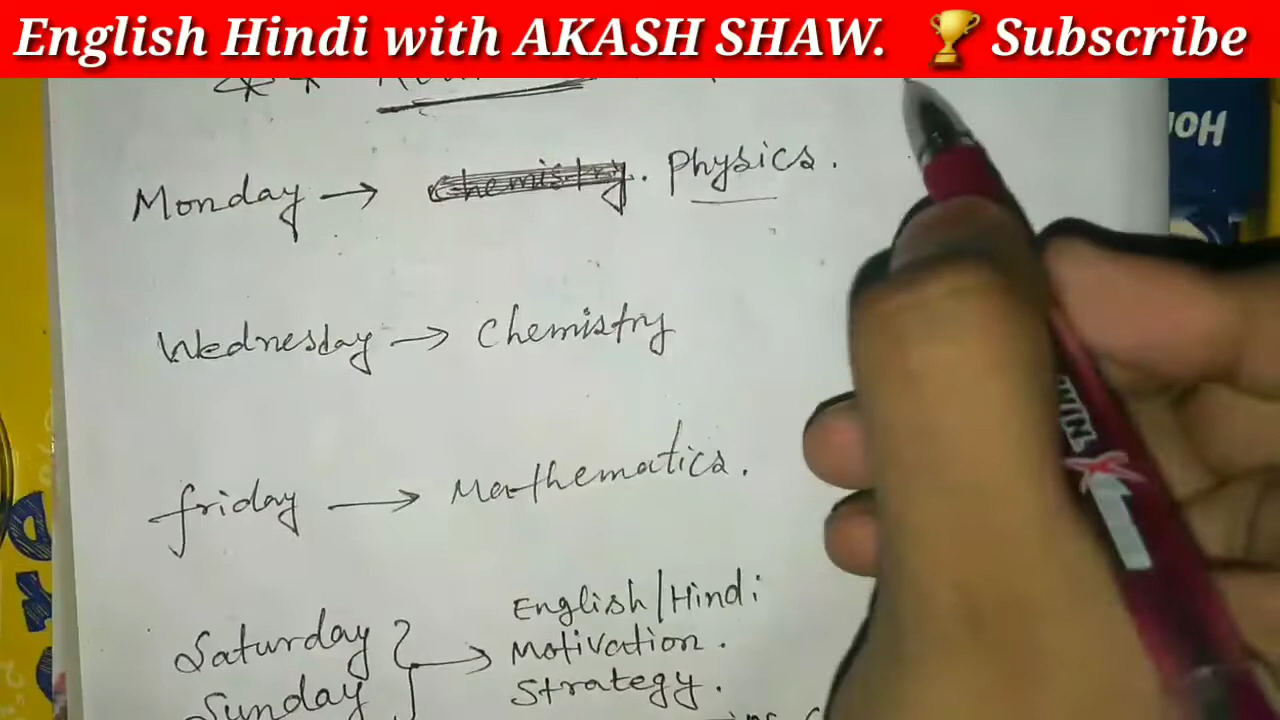 English Hindi with AKASH SHAW. 🏆 Subscribe
Monday → Chemistry. Physics.
Wednesday → Chemistry
friday → Mathematics.
English/Hindi
Saturday
Motivation.
Sunday
Strategy.